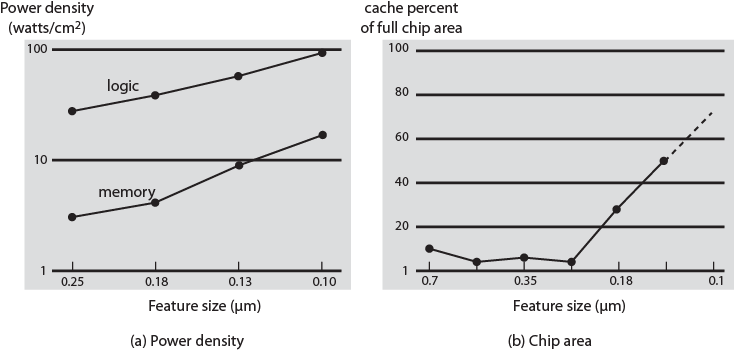 Power density
(watts/cm2)
100
logic
10
memory
1
0.25 0.18 0.13 0.10
Feature size (μm)
(a) Power density
cache percent
of full chip area
100
80
60
40
20
1
0.7 0.35 0.18 0.1
Feature size (μm)
(b) Chip area